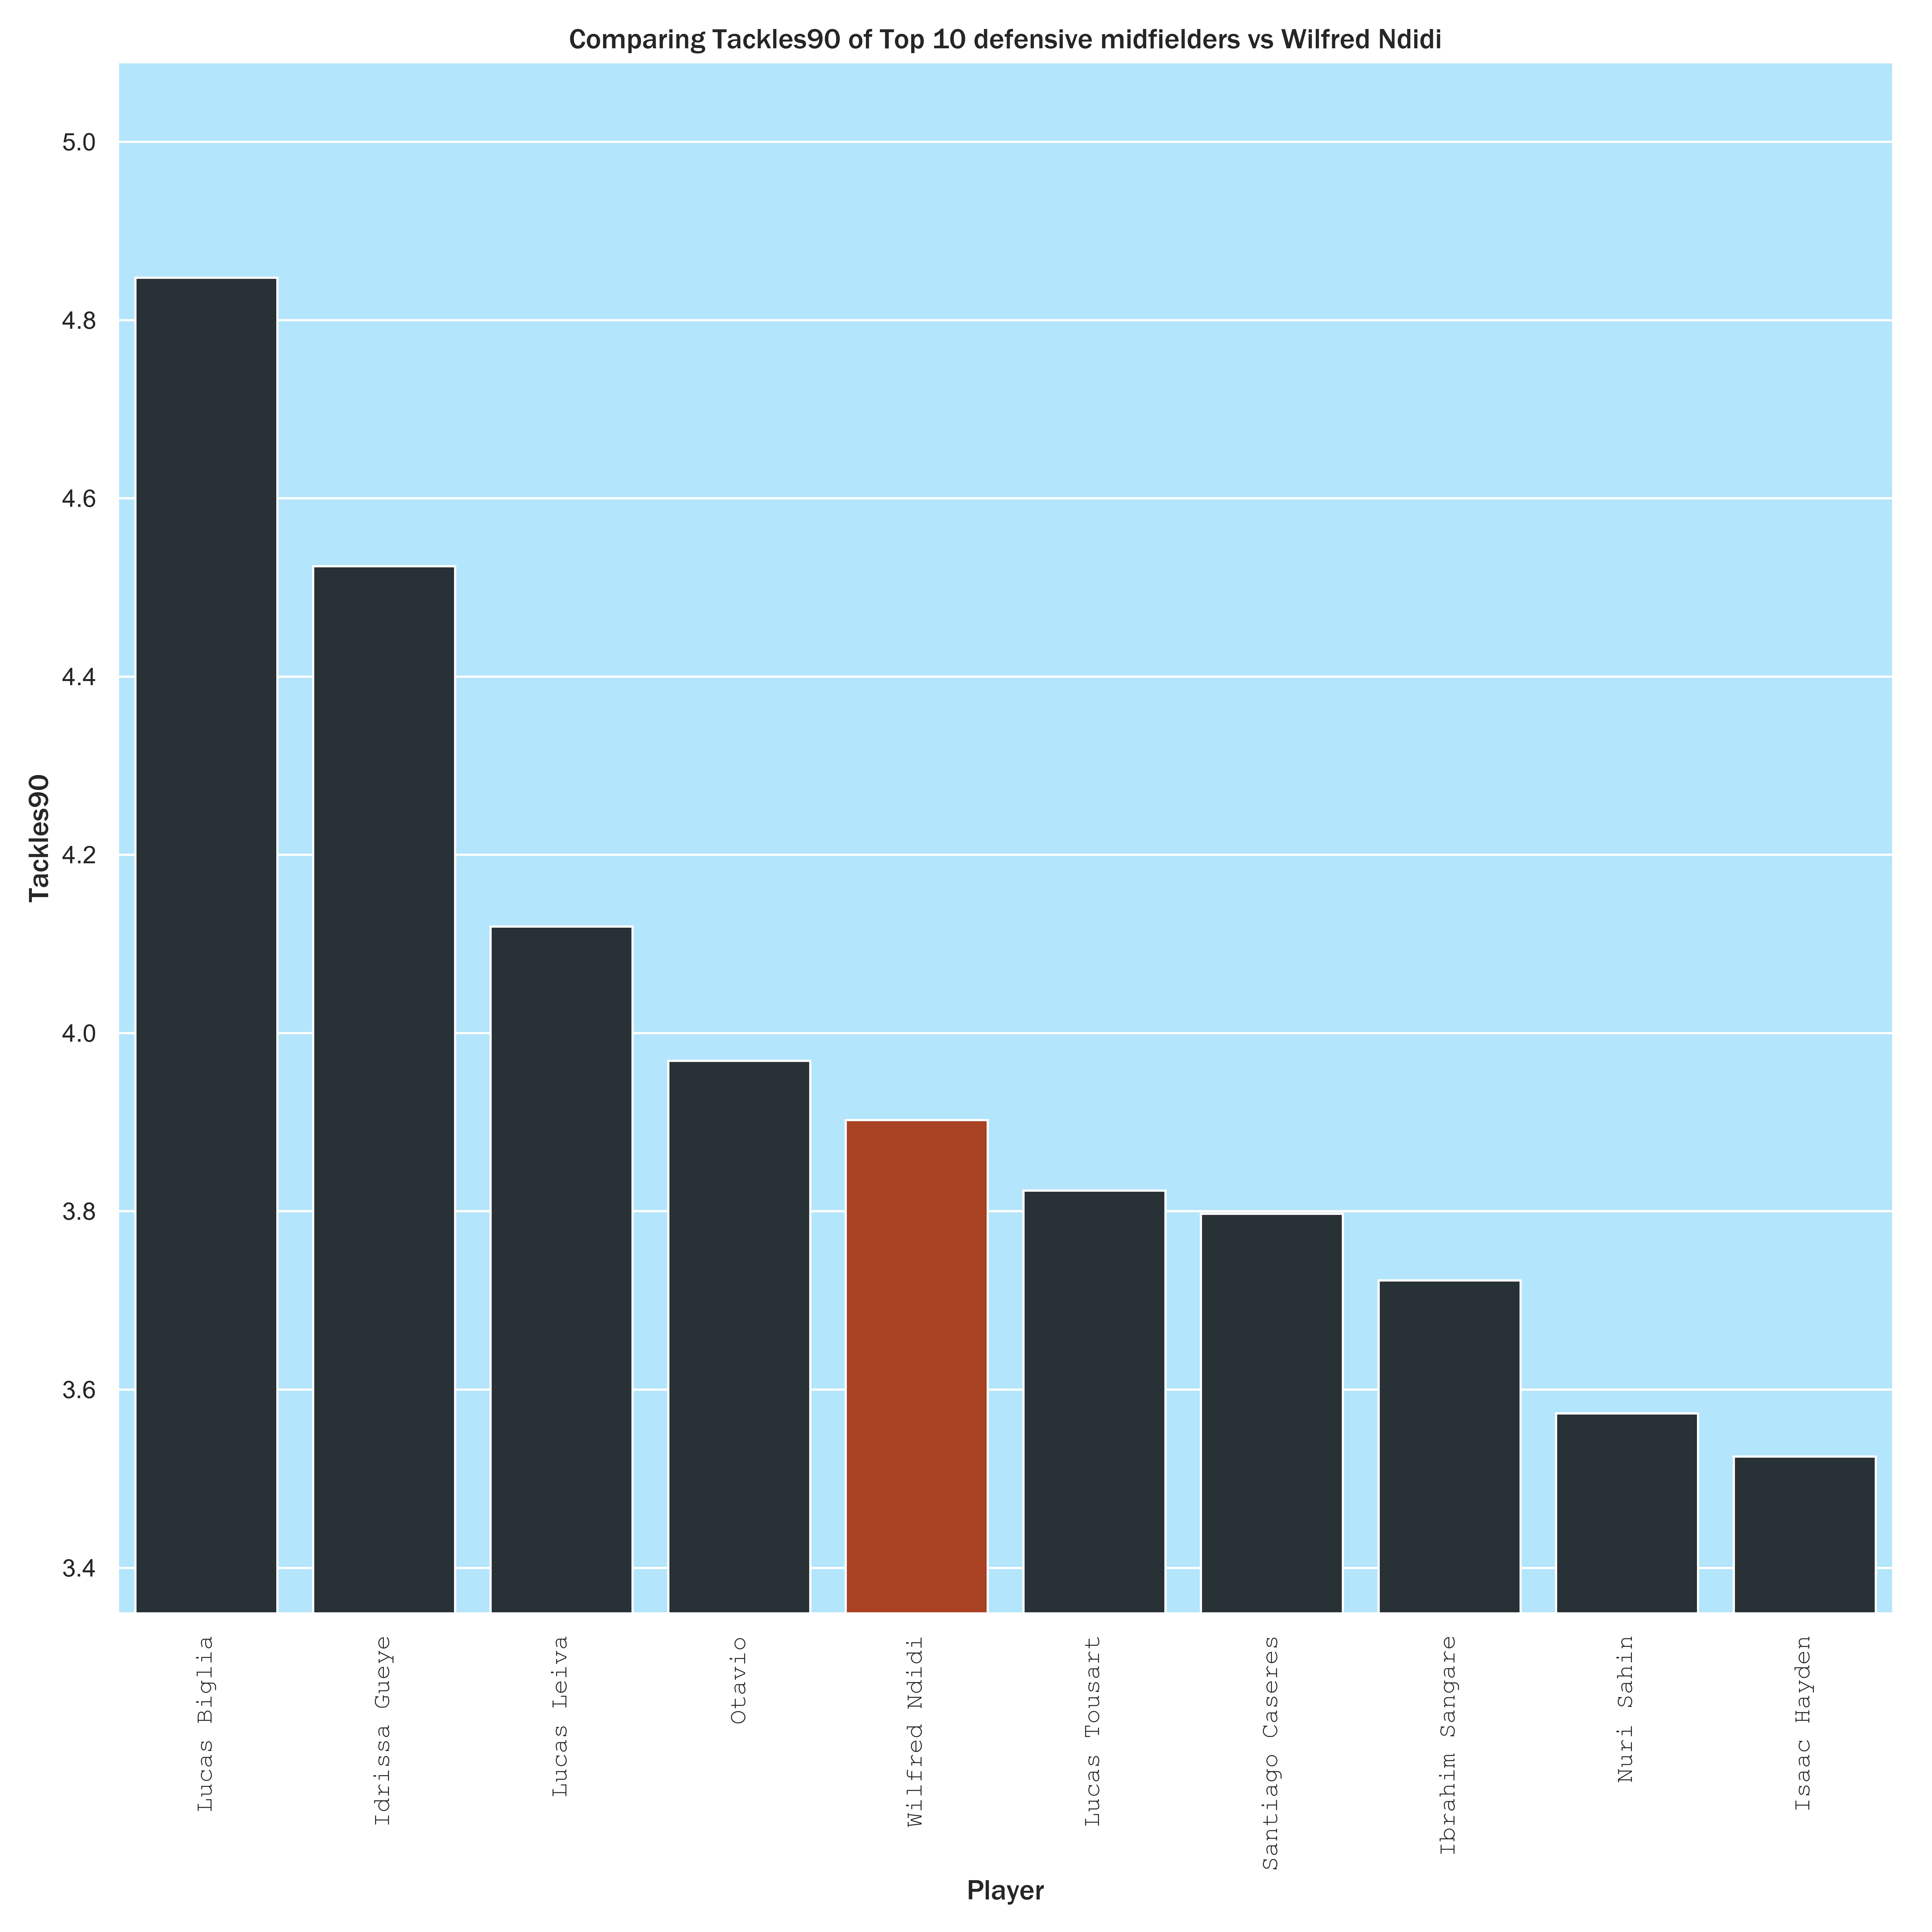 Comparing Tackles90 of Top 10 defensive midfielders vs Wilfred Ndidi
Tackles90
5.0
4.8
4.6
4.4
4.2
4.0
3.8
3.6
3.4
Lucas Biglia
Idrissa Gueye
Lucas Leiva
Otavio
Wilfred Ndidi
Lucas Tousart
Santiago Caseres
Ibrahim Sangare
Nuri Sahin
Isaac Hayden
Player